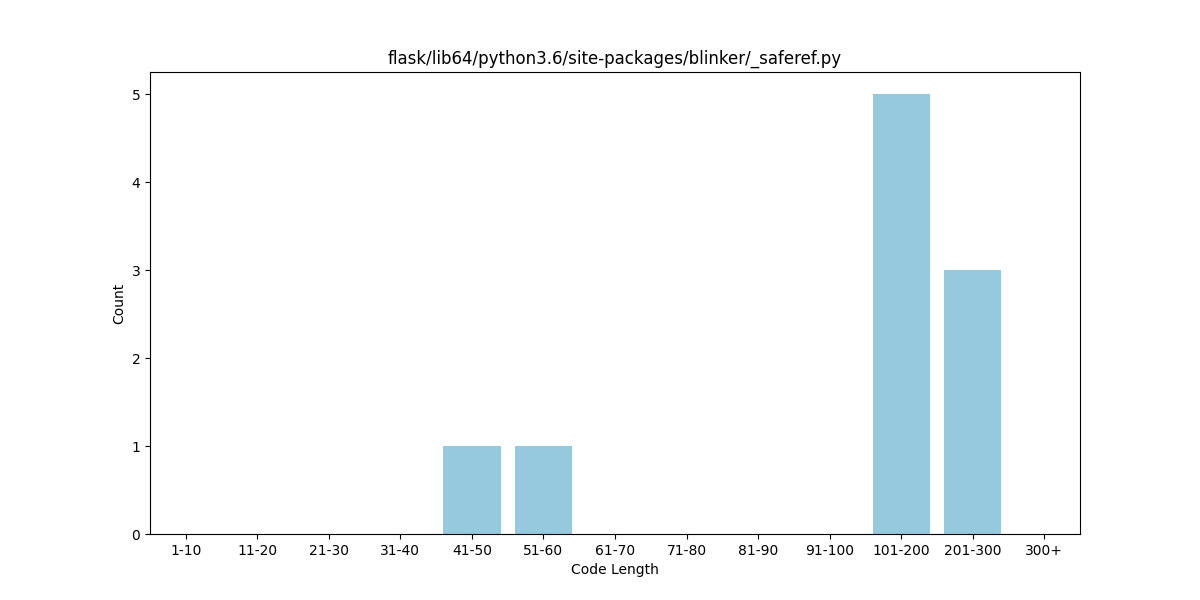 flask/lib64/python3.6/site-packages/blinker/_saferef.py
5
4
3
2
1
0
Count
1-10 11-20 21-30 31-40 41-50 51-60 61-70 71-80 81-90 91-100 101-200 201-300 300+
Code Length